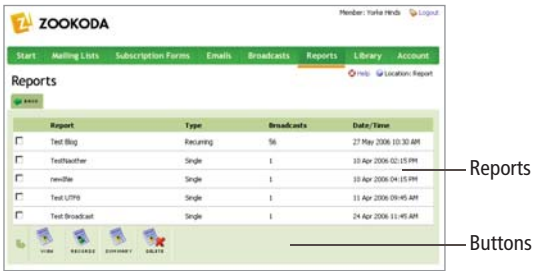 Member: Yorke Hinds Logout
ZOOKODA
Start Mailing Lists Subscription Forms Emails Broadcasts Reports Library Account
Reports
Help Location: Report
BACK
Report Type Broadcasts Date/Time
Test Blog Recurring 56 27 May 2006 10:30 AM
TestNaother Single 1 10 Apr 2006 02:15 PM
Reports
newline Single 1 10 Apr 2006 04:15 PM
Test UTF8 Single 1 11 Apr 2006 09:45 AM
Test Broadcast Single 1 24 Apr 2006 11:45 AM
VIEW RECORDS SUMMARY DELETE
Buttons